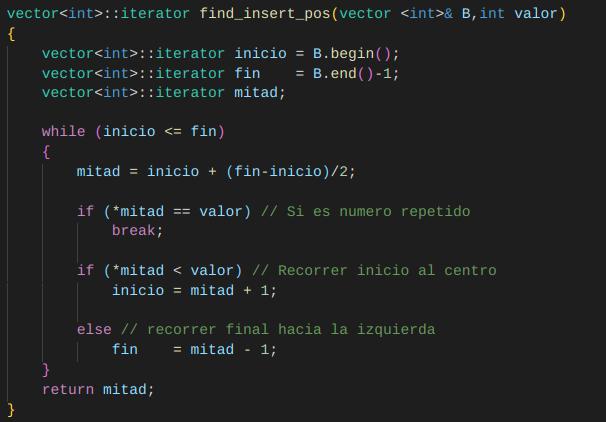 vector<int>::iterator find_insert_pos(vector <int>& B,int valor)
{
    vector<int>::iterator inicio = B.begin();
    vector<int>::iterator fin    = B.end()-1;
    vector<int>::iterator mitad;

    while (inicio <= fin)
    {
        mitad = inicio + (fin-inicio)/2;

        if (*mitad == valor) // Si es numero repetido
            break;

        if (*mitad < valor) // Recorrer inicio al centro
            inicio = mitad + 1;

        else // recorrer final hacia la izquierda
            fin    = mitad - 1;
    }
    return mitad;
}